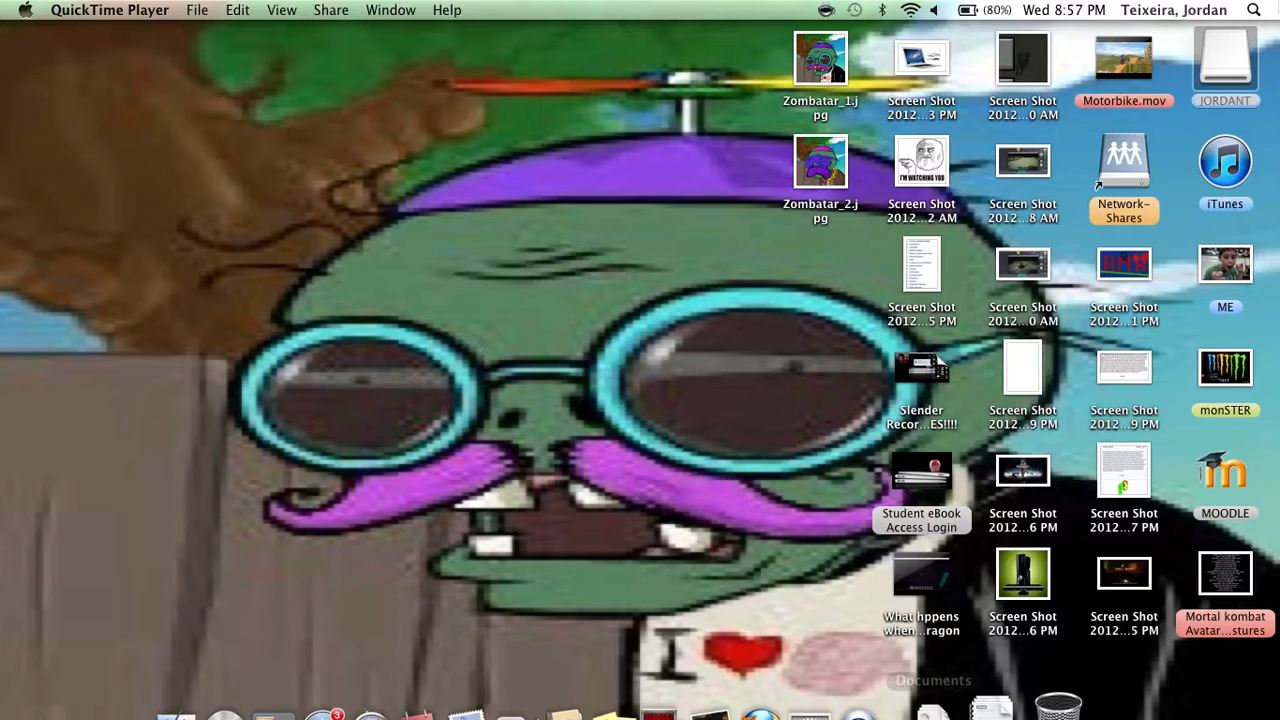 QuickTime Player File Edit View Share Window Help (80%) Wed 8:57 PM Teixeira, Jordan
Zombatar_1.j
pg
Screen Shot
2012...3 PM
Screen Shot
2012...0 AM
Motorbike.mov
JORDANT
I'M WATCHING YOU
Zombatar_2.j
pg
Screen Shot
2012...2 AM
Screen Shot
2012...8 AM
Network-
Shares
iTunes
Screen Shot
2012...5 PM
Screen Shot
2012...0 AM
Screen Shot
2012...1 PM
ME
Slender
Recor...ES!!!!
Screen Shot
2012...9 PM
Screen Shot
2012...9 PM
monSTER
m
Student eBook
Access Login
Screen Shot
2012...6 PM
Screen Shot
2012...7 PM
MOODLE
What hppens
when...ragon
Screen Shot
2012...6 PM
Screen Shot
2012...5 PM
Mortal kombat
Avatar...stures
I
Documents
3